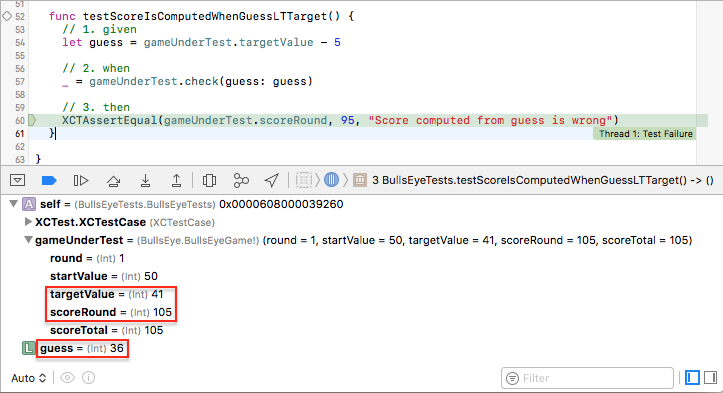 51
52 func testScoreIsComputedWhenGuessLTTarget() {
53 // 1. given
54 let guess = gameUnderTest.targetValue - 5
55
56 // 2. when
57 _ = gameUnderTest.check(guess: guess)
58
59 // 3. then
60 XCTAssertEqual(gameUnderTest.scoreRound, 95, "Score computed from guess is wrong")
61 } Thread 1: Test Failure
62
63 }
3 BullsEyeTests.testScoreIsComputedWhenGuessLTTarget() -> ()
A self = (BullsEyeTests.BullsEyeTests) 0x0000608000039260
XCTest.XCTestCase (XCTestCase)
gameUnderTest = (BullsEye.BullsEyeGame!) (round = 1, startValue = 50, targetValue = 41, scoreRound = 105, scoreTotal = 105)
round = (Int) 1
startValue = (Int) 50
targetValue = (Int) 41
scoreRound = (Int) 105
scoreTotal = (Int) 105
L guess = (Int) 36
Auto Filter